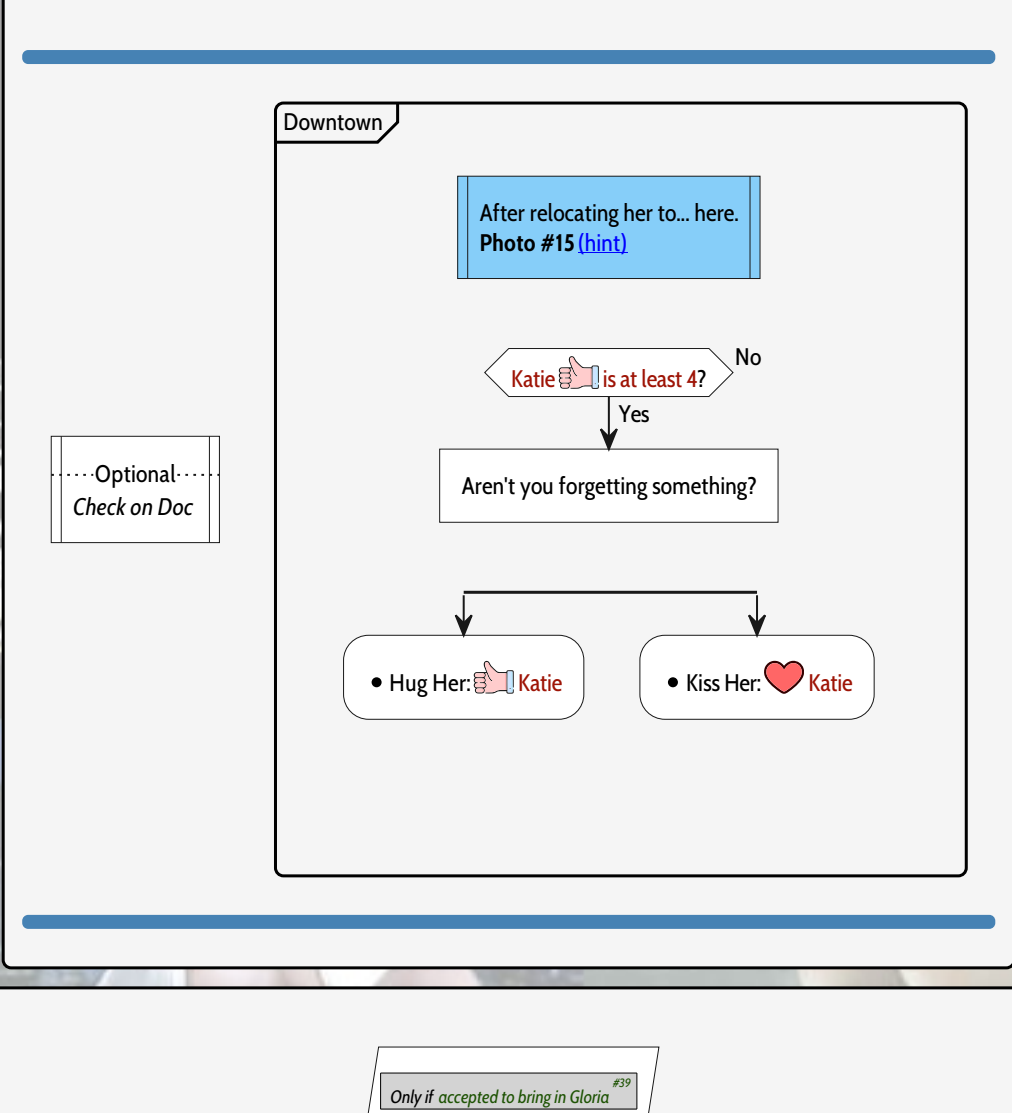 Downtown
After relocating her to... here.
Photo #15 (hint)
Katie is at least 4?
No
Yes
Aren't you forgetting something?
Optional
Check on Doc
• Hug Her: Katie
• Kiss Her: Katie
#39
Only if accepted to bring in Gloria